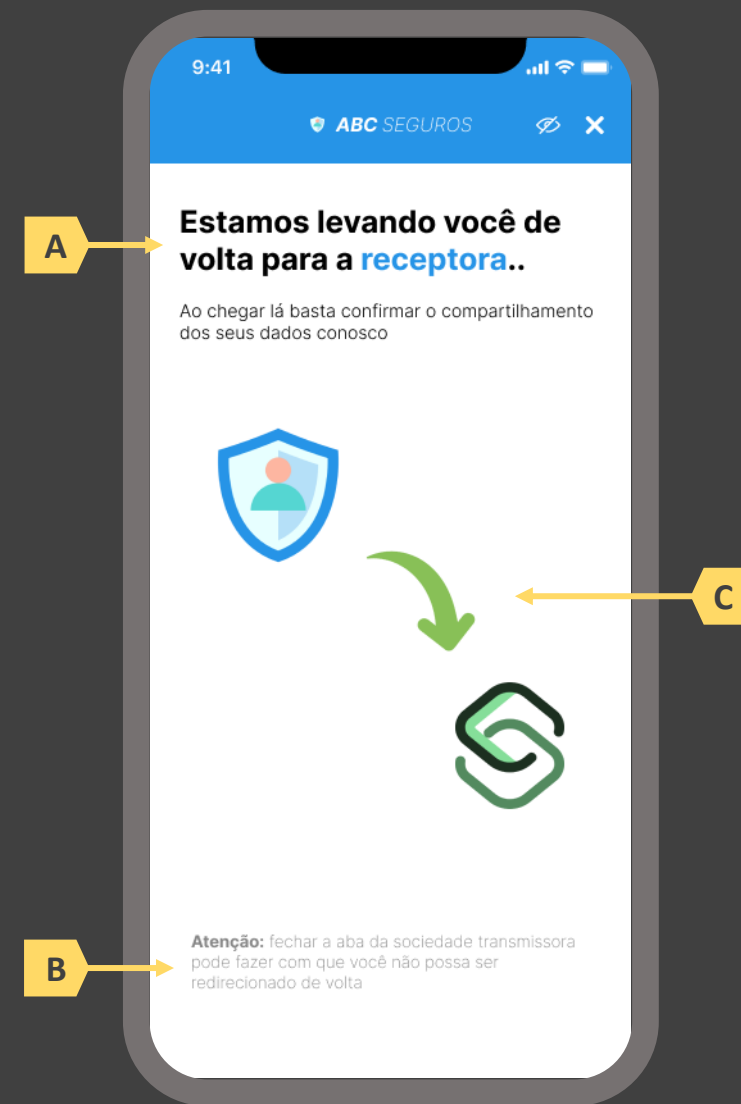 9:41
ABC SEGUROS
Estamos levando você de
volta para a receptora..
A
Ao chegar lá basta confirmar o compartilhamento
dos seus dados conosco
C
Atenção: fechar a aba da sociedade transmissora
pode fazer com que você não possa ser
redirecionado de volta
B